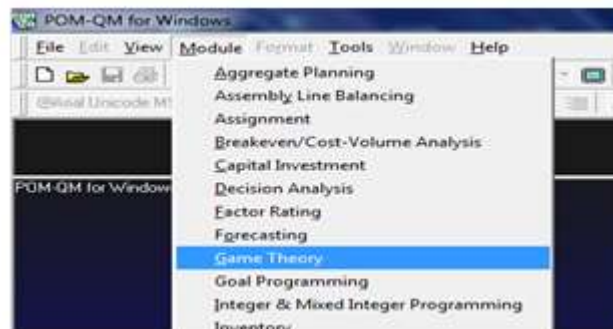 POM-QM for Windows
File Edit View Module Format Tools Window Help
Aggregate Planning
Assembly Line Balancing
Assignment
Breakeven/Cost-Volume Analysis
Capital Investment
Decision Analysis
POM-QM for Window
Factor Rating
Forecasting
Game Theory
Goal Programming
Integer & Mixed Integer Programming
Inventory